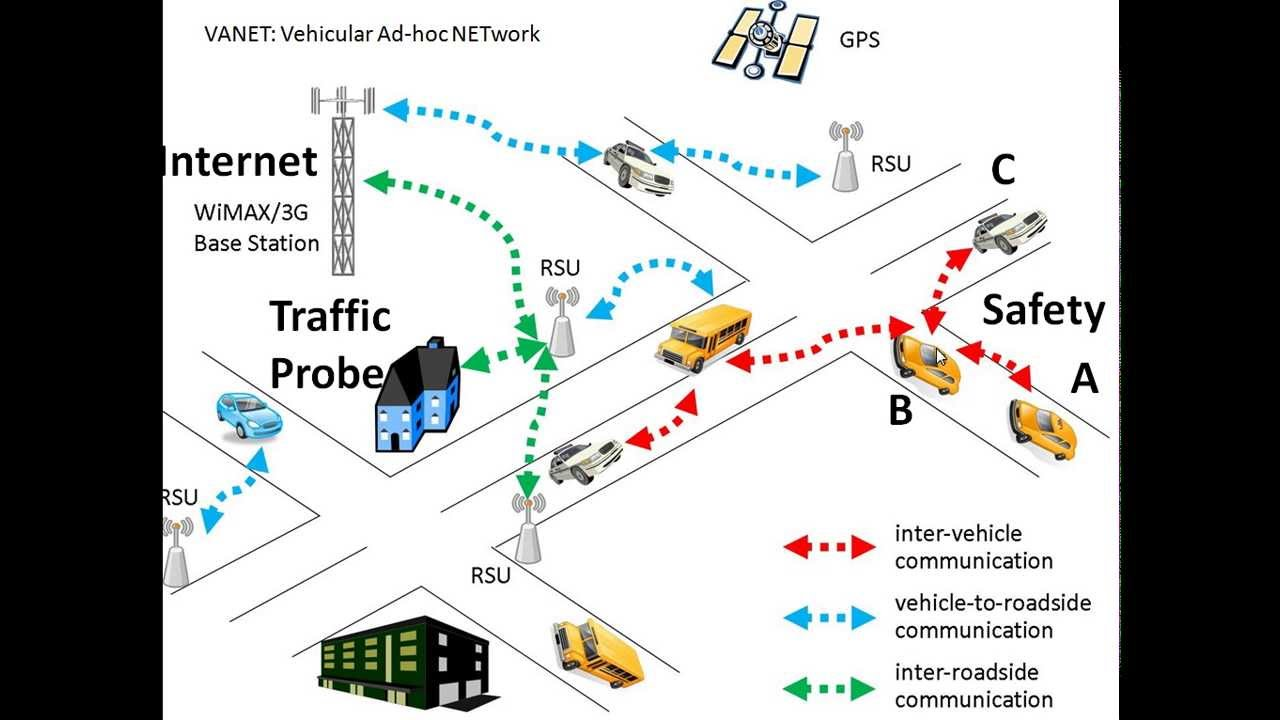 VANET: Vehicular Ad-hoc NETwork
GPS
Internet
RSU
C
WiMAX/3G
Base Station
RSU
Traffic
Probe
Safety
A
B
RSU
RSU
inter-vehicle
communication
vehicle-to-roadside
communication
inter-roadside
communication